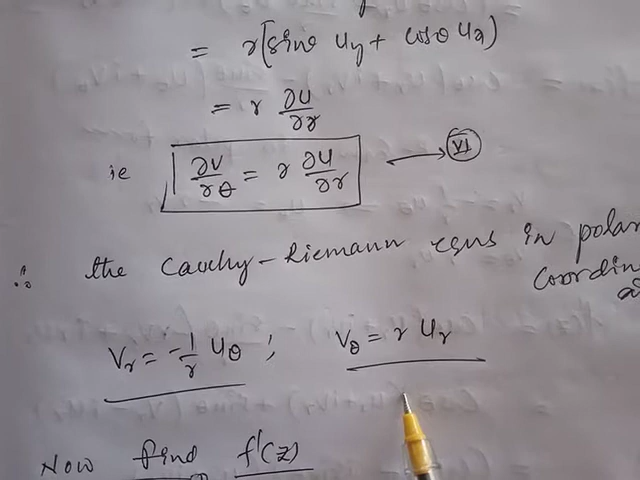 = r(sinθ uy + cosθ ux)
= r ∂u/∂r
ie ∂v/∂θ = r ∂u/∂r → VI
∴ the Cauchy-Riemann eqns in polar
Coordin
Vr = -1/r uθ ; Vθ = r ur
Now find f'(z)